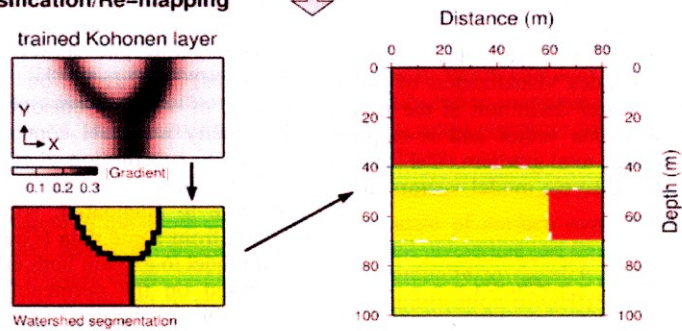 sification/Re-mapping
trained Kohonen layer
Y
X
|Gradient|
0.1 0.2 0.3
Watershed segmentation
Distance (m)
0 20 40 60 80
0 0
20 20
40 40
60 60
80 80
100 100
Depth (m)